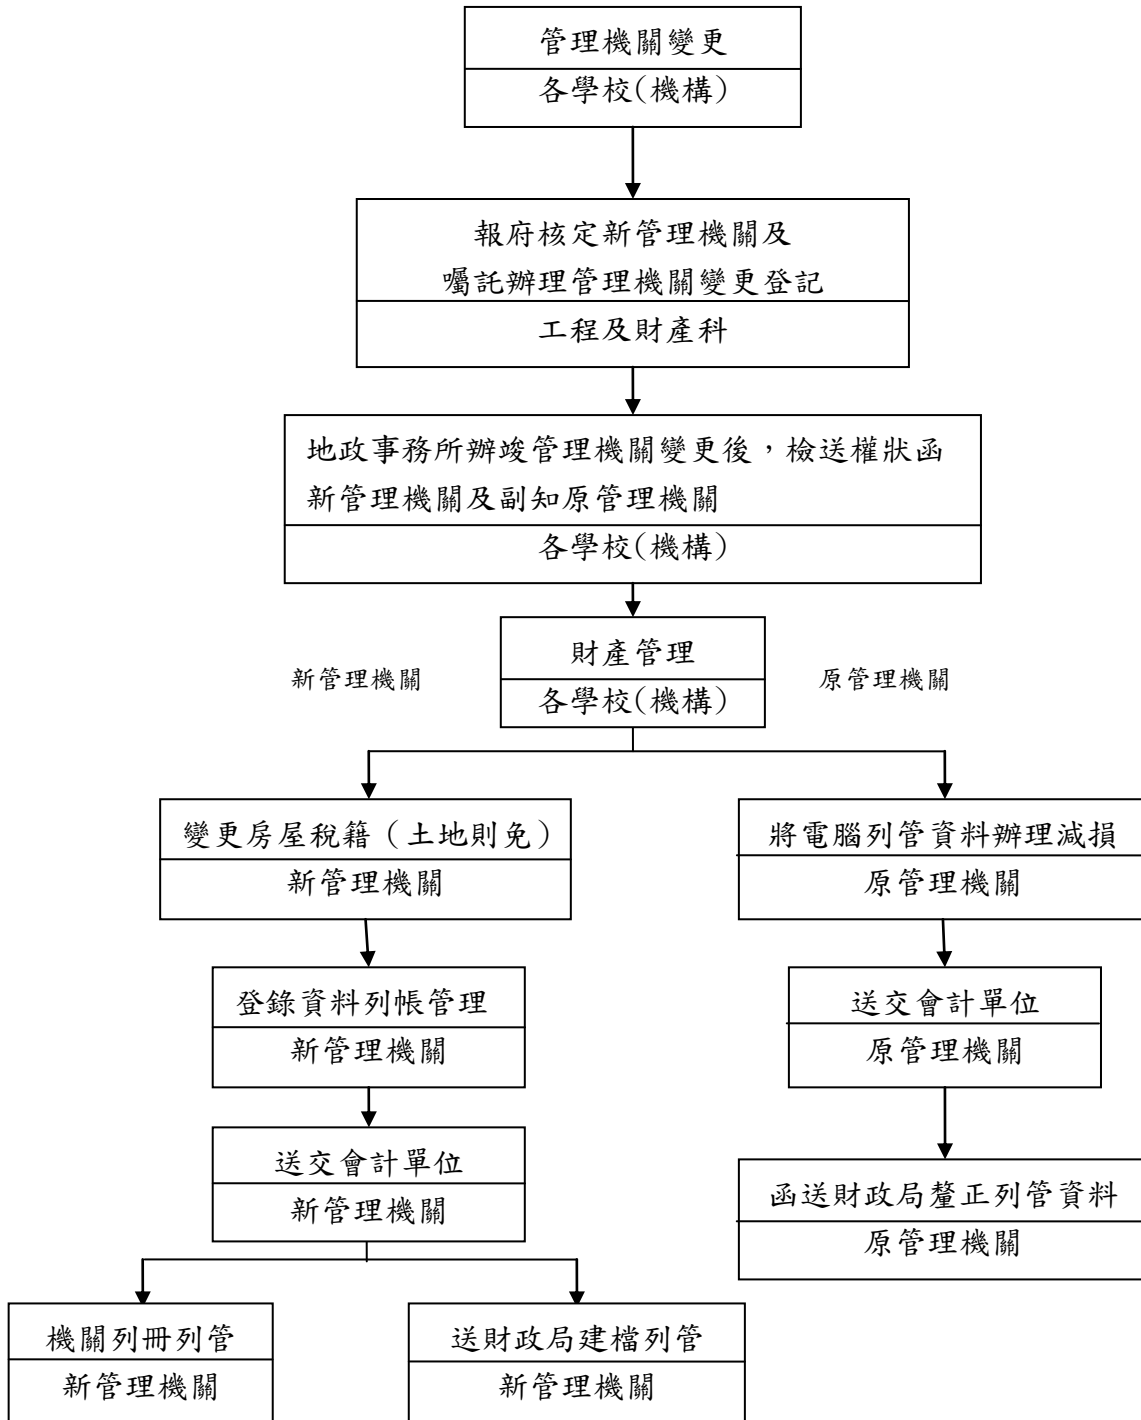 管理機關變更
各學校(機構)
報府核定新管理機關及
囑託辦理管理機關變更登記
工程及財產科
地政事務所辦竣管理機關變更後，檢送權狀函
新管理機關及副知原管理機關
各學校(機構)
財產管理
各學校(機構)
新管理機關
原管理機關
變更房屋稅籍（土地則免）
新管理機關
將電腦列管資料辦理減損
原管理機關
登錄資料列帳管理
新管理機關
送交會計單位
原管理機關
送交會計單位
新管理機關
函送財政局釐正列管資料
原管理機關
機關列冊列管
新管理機關
送財政局建檔列管
新管理機關